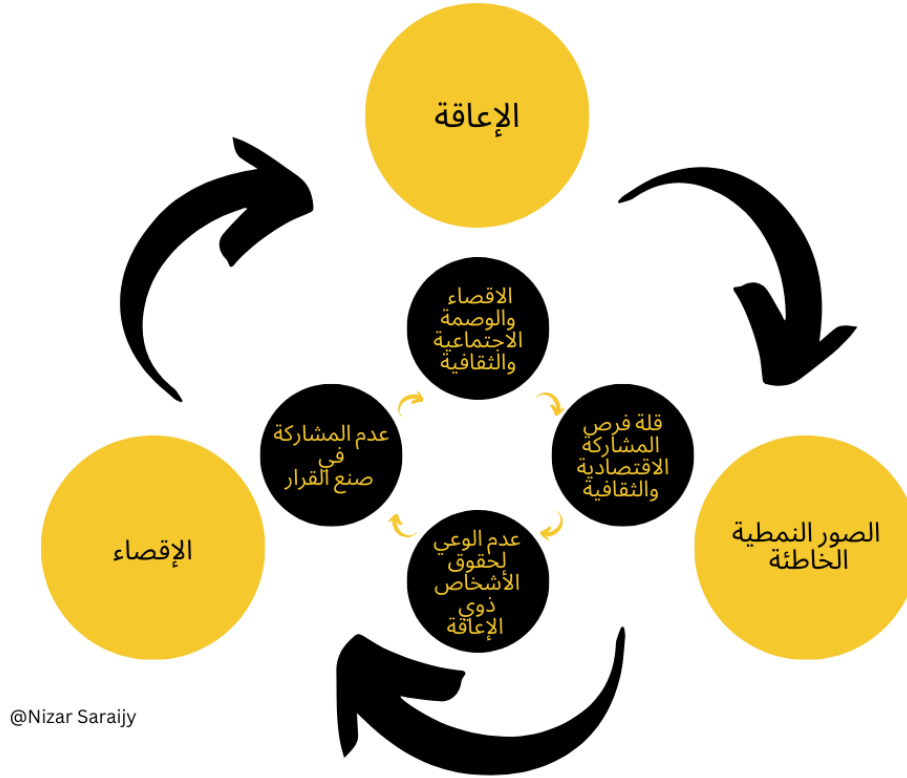 الإعاقة
الاقصاء
والوصمة
الاجتماعية
والثقافية
قلة فرص
المشاركة
الاقتصادية
والثقافية
عدم المشاركة
في
صنع القرار
عدم الوعي
لحقوق
الأشخاص
ذوي
الإعاقة
الصور النمطية
الخاطئة
الإقصاء
@Nizar Saraijy